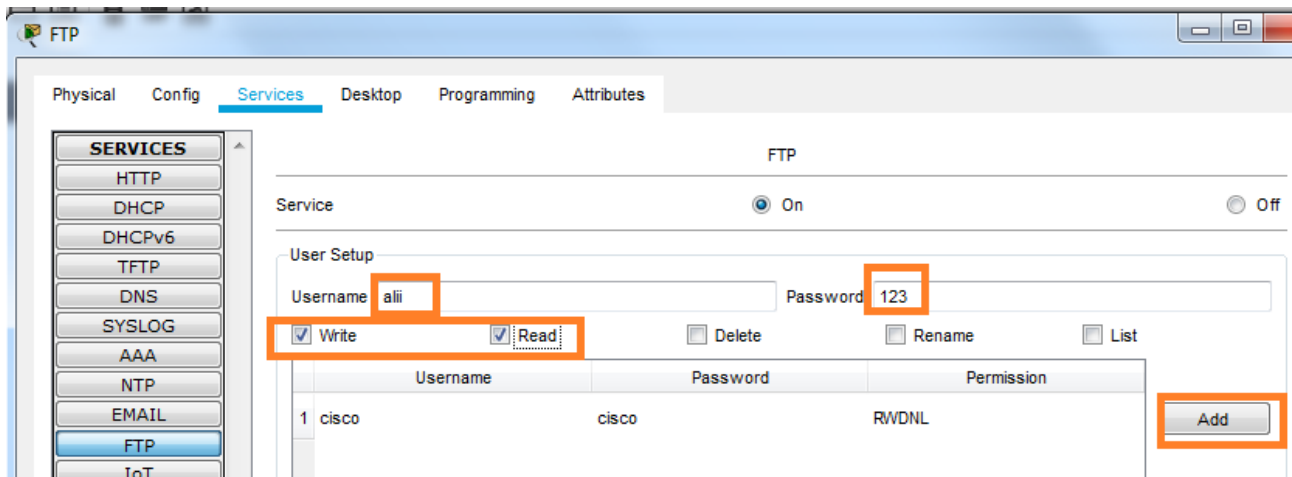 FTP
Physical Config Services Desktop Programming Attributes
SERVICES
HTTP
DHCP
DHCPv6
TFTP
DNS
SYSLOG
AAA
NTP
EMAIL
FTP
IoT
FTP
Service On Off
User Setup
Username alii Password 123
Write Read Delete Rename List
Username Password Permission
1 cisco cisco RWDNL
Add